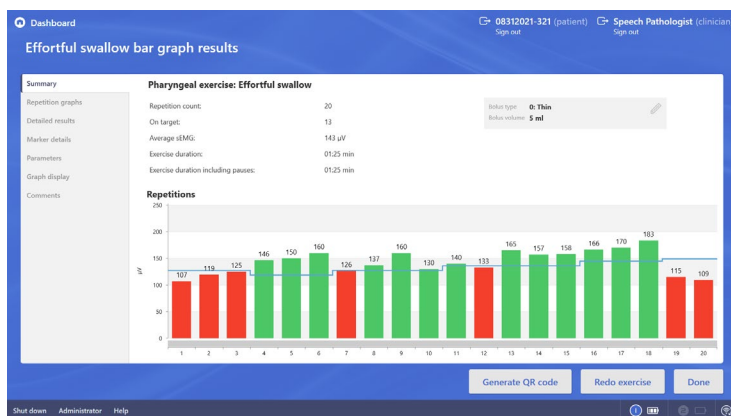 Dashboard
08312021-321 (patient)
Sign out
Speech Pathologist (clinician
Sign out
Effortful swallow bar graph results
Summary
Repetition graphs
Detailed results
Marker details
Parameters
Graph display
Comments
Pharyngeal exercise: Effortful swallow
Repetition count: 20
On target: 13
Average sEMG: 143 µV
Exercise duration: 01:25 min
Exercise duration including pauses: 01:25 min
Bolus type 0: Thin
Bolus volume 5 ml
Repetitions
250
200
150
100
50
0
µV
107 119 125 146 150 160 126 137 160 130 140 133 165 157 158 166 170 183 115 109
1 2 3 4 5 6 7 8 9 10 11 12 13 14 15 16 17 18 19 20
Generate QR code
Redo exercise
Done
Shut down Administrator Help